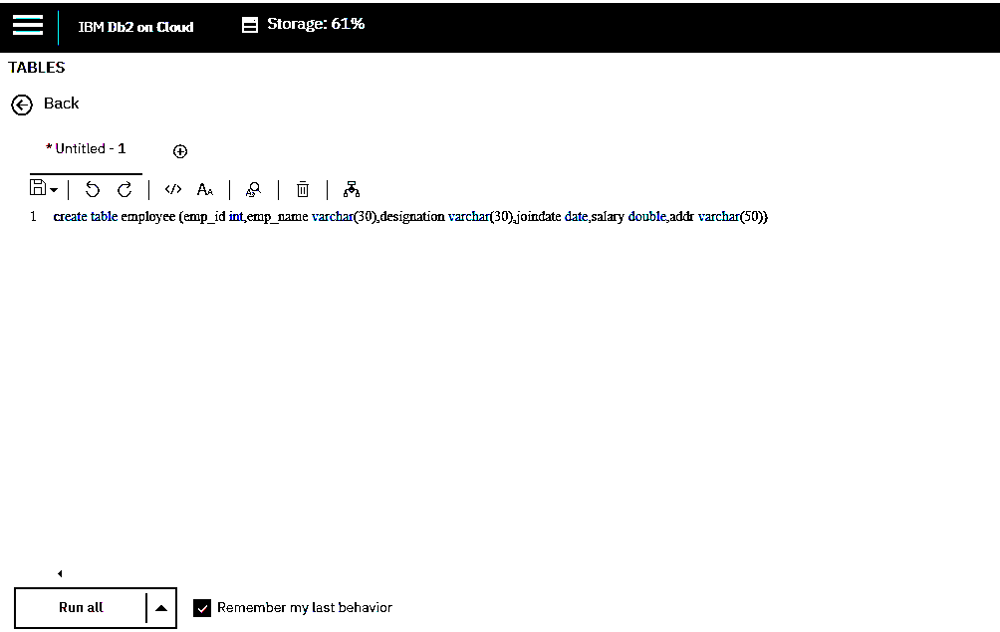 IBM Db2 on Cloud
Storage: 61%
TABLES
Back
* Untitled - 1
1 create table employee (emp_id int,emp_name varchar(30),designation varchar(30),joindate date,salary double,addr varchar(50))
Run all
Remember my last behavior